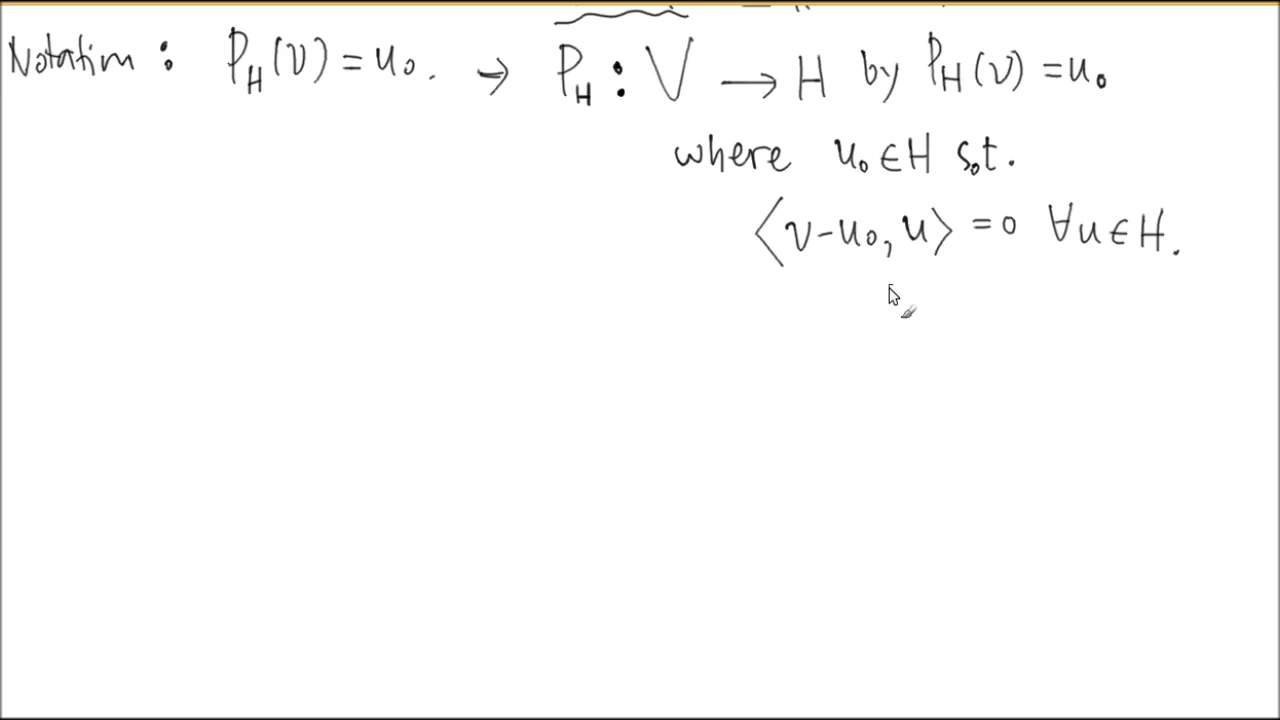 Notation : P_H(v) = u₀. → P_H : V → H by P_H(v) = u₀
where u₀ ∈ H s.t.
⟨v-u₀, u⟩ = 0 ∀u ∈ H.